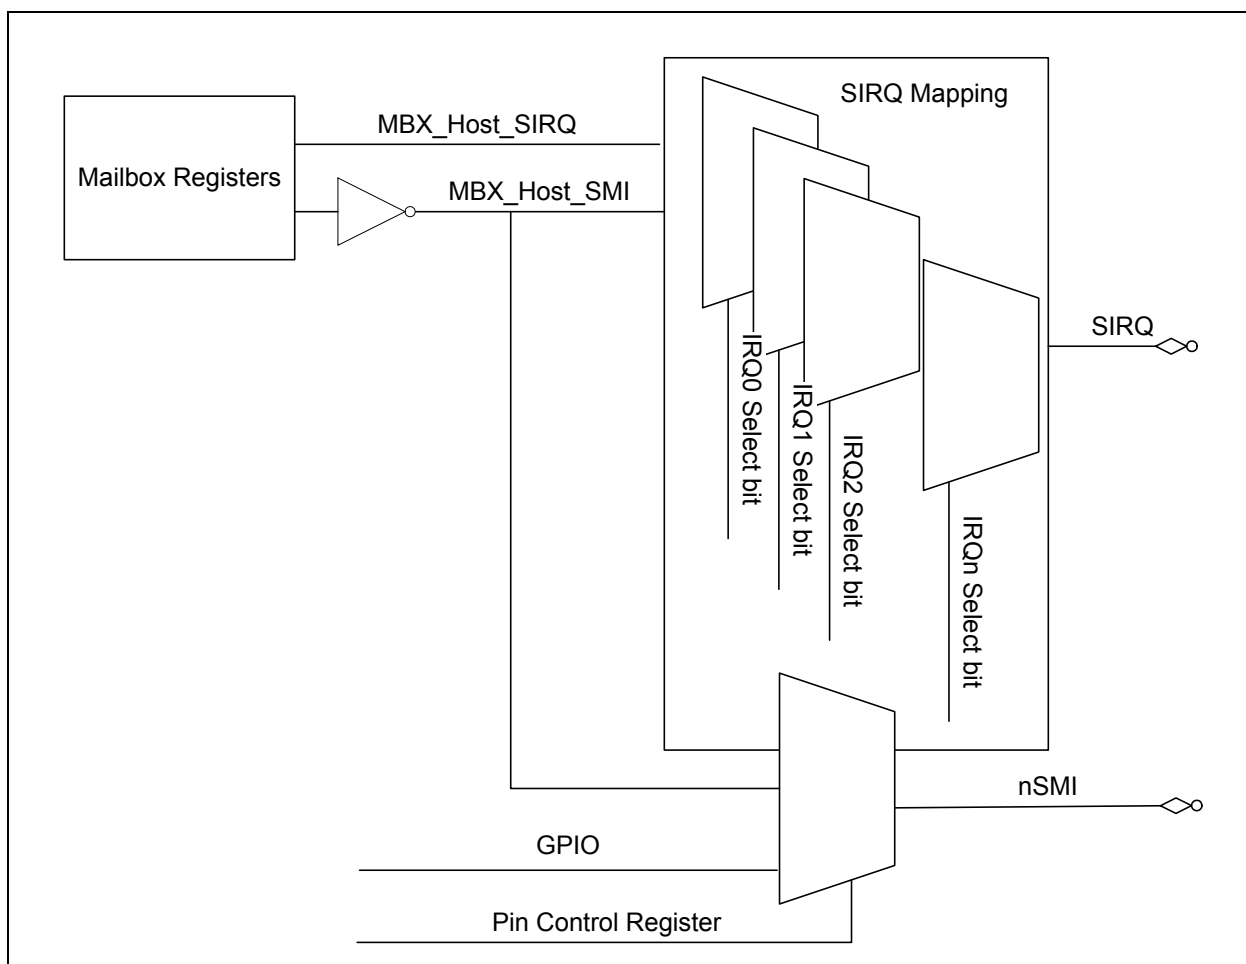 SIRQ Mapping
MBX_Host_SIRQ
Mailbox Registers
MBX_Host_SMI
SIRQ
IRQ0 Select bit
IRQ1 Select bit
IRQ2 Select bit
IRQn Select bit
nSMI
GPIO
Pin Control Register